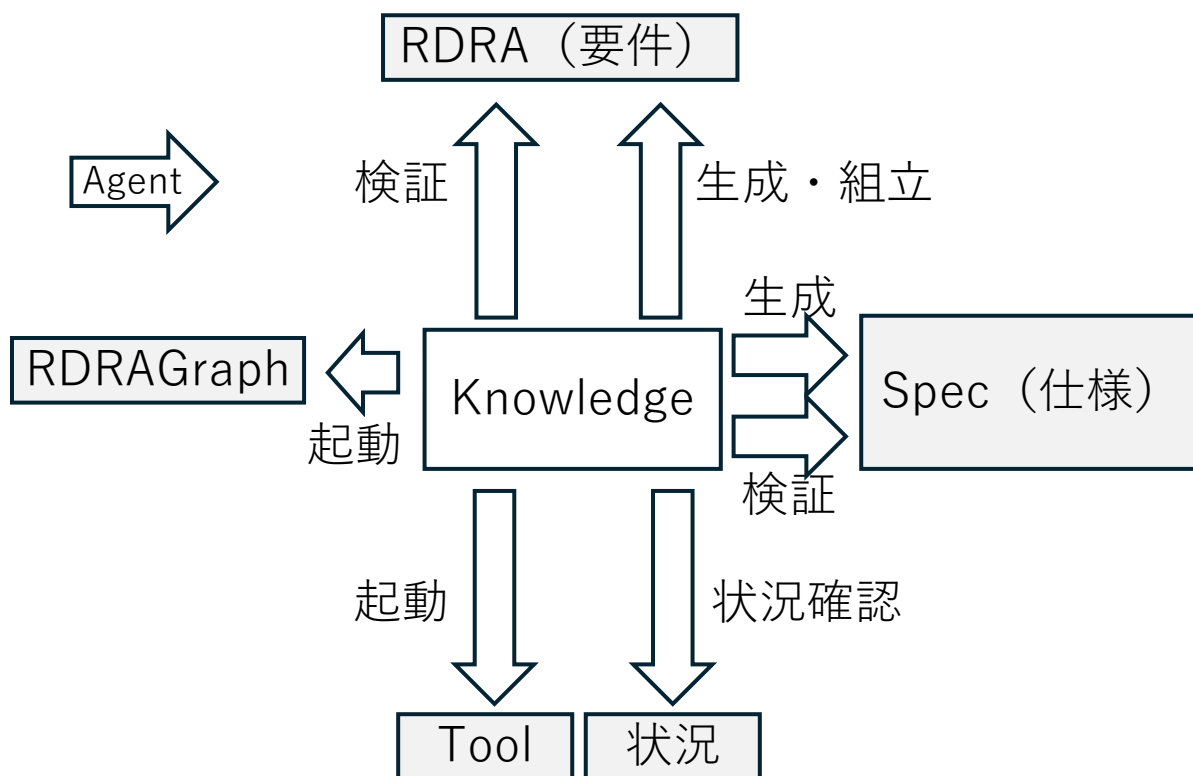 RDRA（要件）
Agent
検証
生成・組立
生成
RDRAGraph
Knowledge
Spec（仕様）
起動
検証
起動
状況確認
Tool
状況